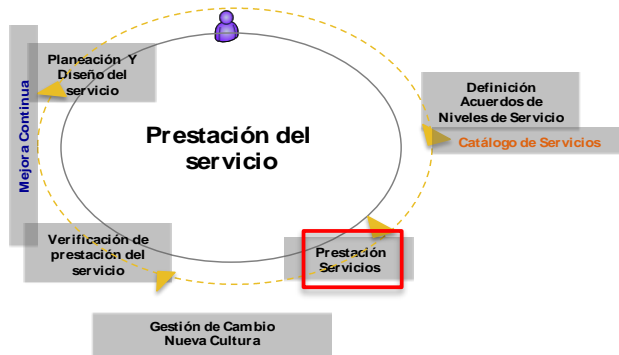 Planeación Y
Diseño del
servicio
Mejora Continua
Prestación del
servicio
Definición
Acuerdos de
Niveles de Servicio
Catálogo de Servicios
Verificación de
prestación del
servicio
Prestación
Servicios
Gestión de Cambio
Nueva Cultura